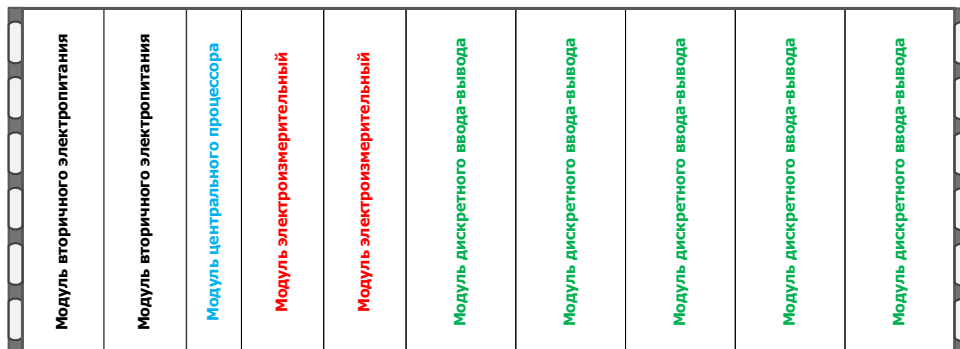 Модуль вторичного электропитания
Модуль вторичного электропитания
Модуль центрального процессора
Модуль электроизмерительный
Модуль электроизмерительный
Модуль дискретного ввода-вывода
Модуль дискретного ввода-вывода
Модуль дискретного ввода-вывода
Модуль дискретного ввода-вывода
Модуль дискретного ввода-вывода